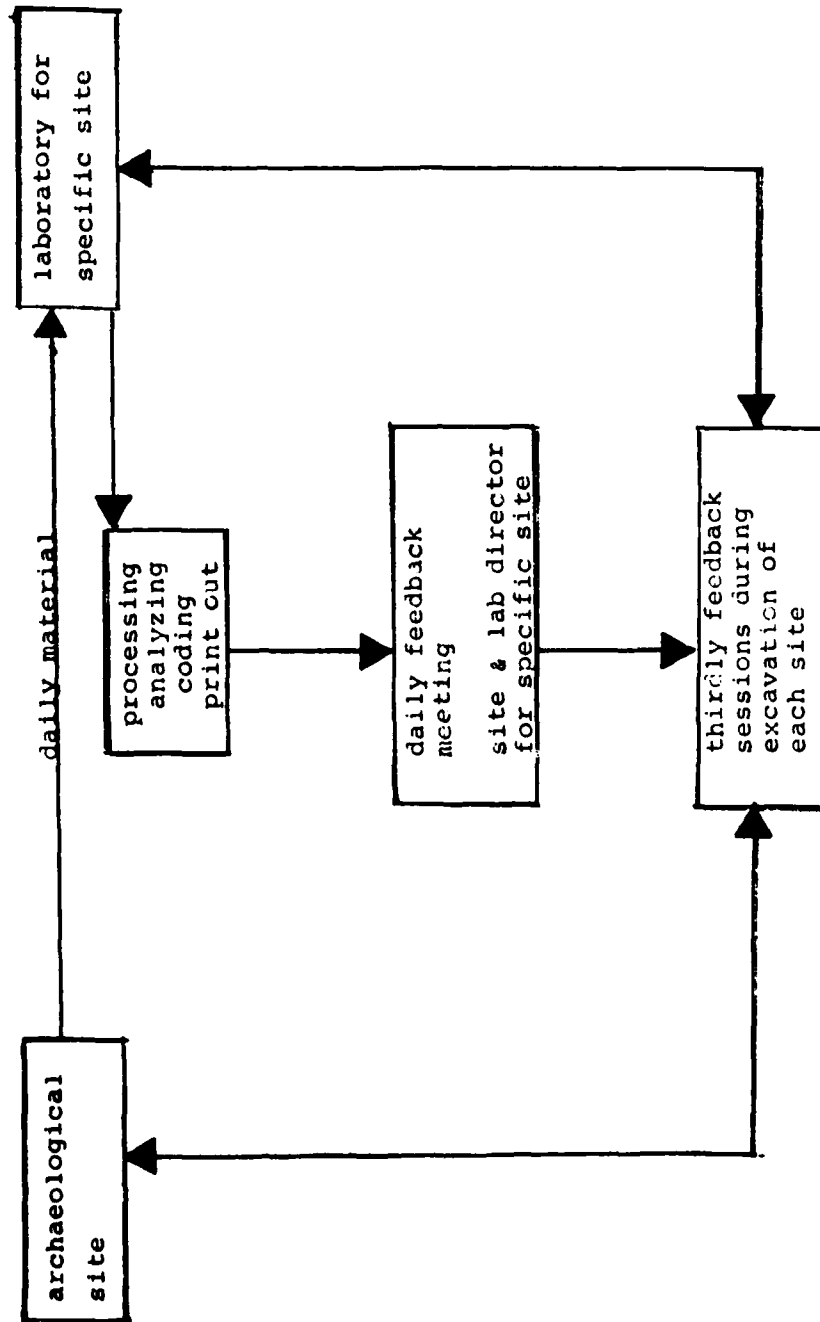 archaeological
site
daily material
laboratory for
specific site
processing
analyzing
coding
print out
daily feedback
meeting
site & lab director
for specific site
thirdly feedback
sessions during
excavation of
each site